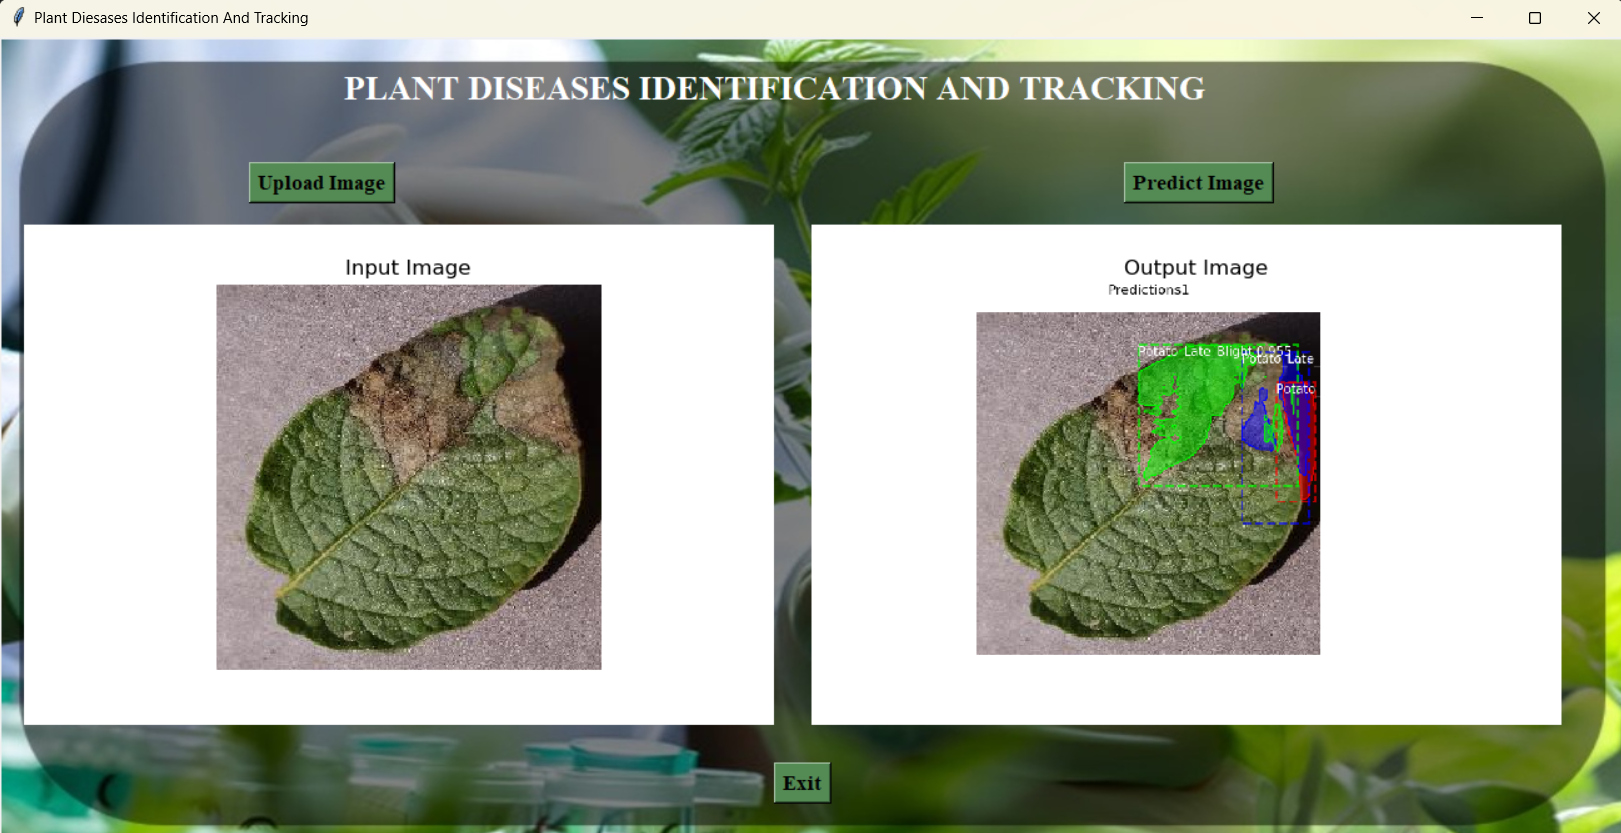 Plant Diesases Identification And Tracking
PLANT DISEASES IDENTIFICATION AND TRACKING
Upload Image
Predict Image
Input Image
Output Image
Predictions1
Potato Late Blight 0.955
Potato Late
Potato
Exit